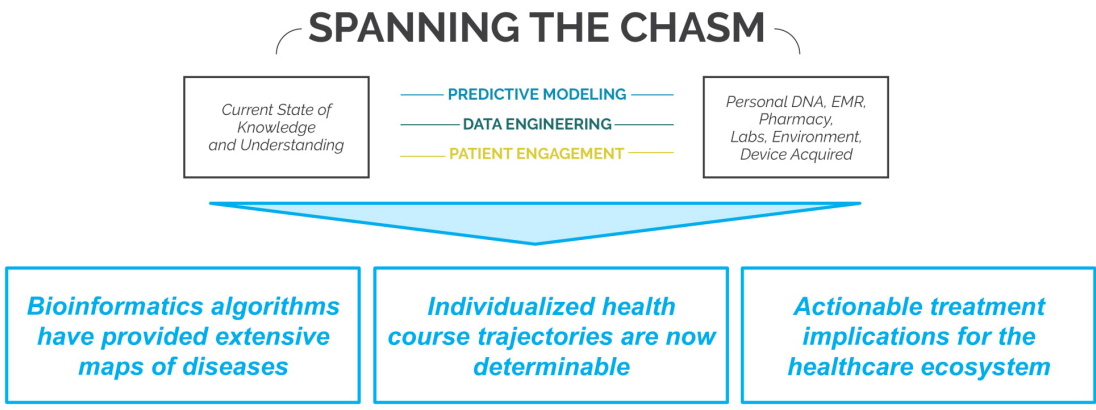 SPANNING THE CHASM
Current State of
Knowledge
and Understanding
PREDICTIVE MODELING
DATA ENGINEERING
PATIENT ENGAGEMENT
Personal DNA, EMR,
Pharmacy,
Labs, Environment,
Device Acquired
Bioinformatics algorithms
have provided extensive
maps of diseases
Individualized health
course trajectories are now
determinable
Actionable treatment
implications for the
healthcare ecosystem